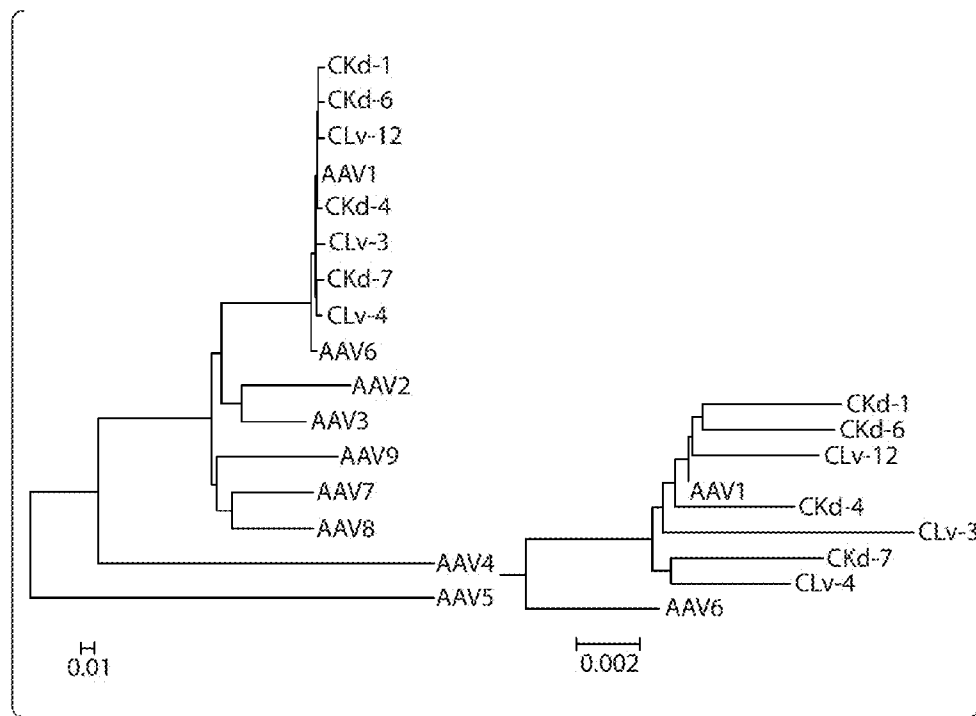 CKd-1
CKd-6
CLv-12
AAV1
CKd-4
CLv-3
CKd-7
CLv-4
AAV6
AAV2
AAV3
AAV9
AAV7
AAV8
AAV4
AAV5
0.01
CKd-1
CKd-6
CLv-12
AAV1
CKd-4
CLv-3
CKd-7
CLv-4
AAV6
0.002